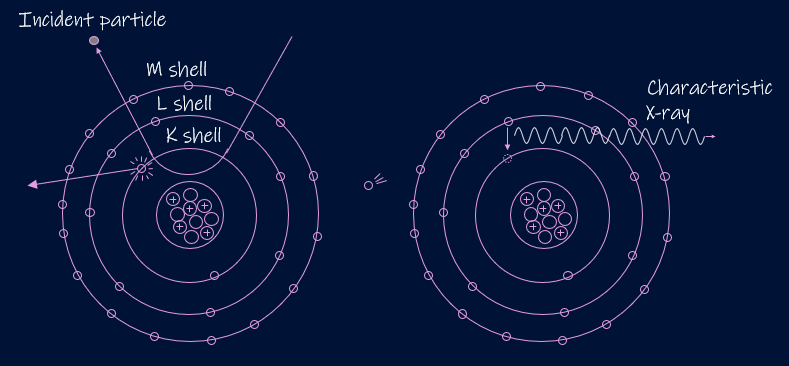 Incident particle
M shell
L shell
K shell
Characteristic
X-ray